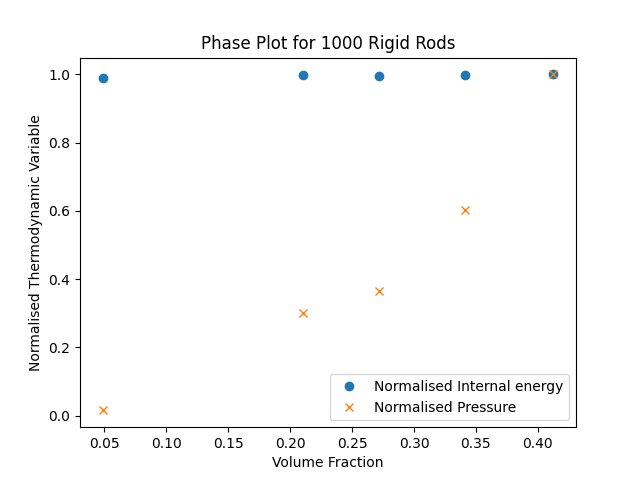 Phase Plot for 1000 Rigid Rods
Normalised Thermodynamic Variable
1.0
0.8
0.6
0.4
0.2
0.0
Normalised Internal energy
Normalised Pressure
0.05 0.10 0.15 0.20 0.25 0.30 0.35 0.40
Volume Fraction